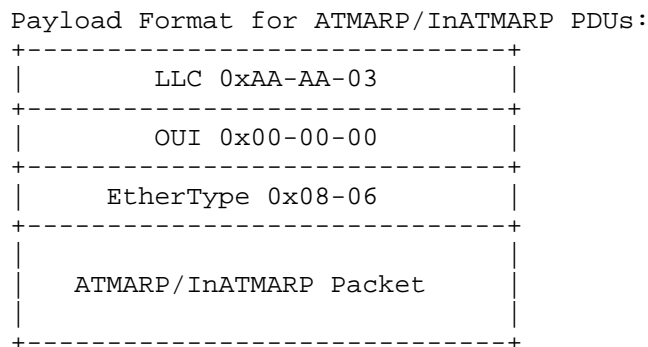 Payload Format for ATMARP/InATMARP PDUs:
+------------------------------+
| LLC 0xAA-AA-03 |
+------------------------------+
| OUI 0x00-00-00 |
+------------------------------+
| EtherType 0x08-06 |
+------------------------------+
| |
| ATMARP/InATMARP Packet |
| |
+------------------------------+